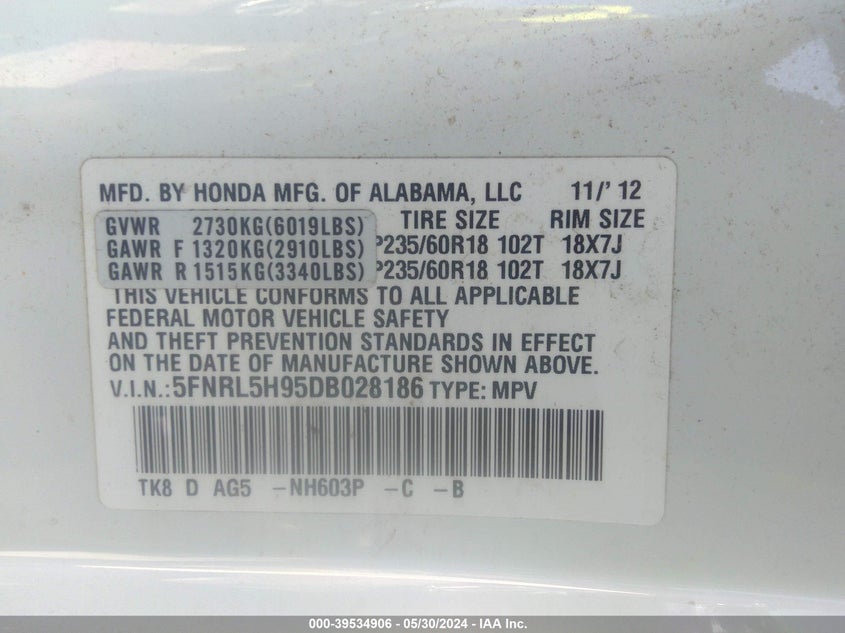 MFD. BY HONDA MFG. OF ALABAMA, LLC 11/' 12
GVWR 2730KG(6019LBS) TIRE SIZE RIM SIZE
GAWR F 1320KG(2910LBS) P235/60R18 102T 18X7J
GAWR R 1515KG(3340LBS) P235/60R18 102T 18X7J
THIS VEHICLE CONFORMS TO ALL APPLICABLE
FEDERAL MOTOR VEHICLE SAFETY
AND THEFT PREVENTION STANDARDS IN EFFECT
ON THE DATE OF MANUFACTURE SHOWN ABOVE.
V.I.N.:5FNRL5H95DB028186 TYPE: MPV
TK8 D AG5 -NH603P -C -B
000-39534906 - 05/30/2024 - IAA Inc.